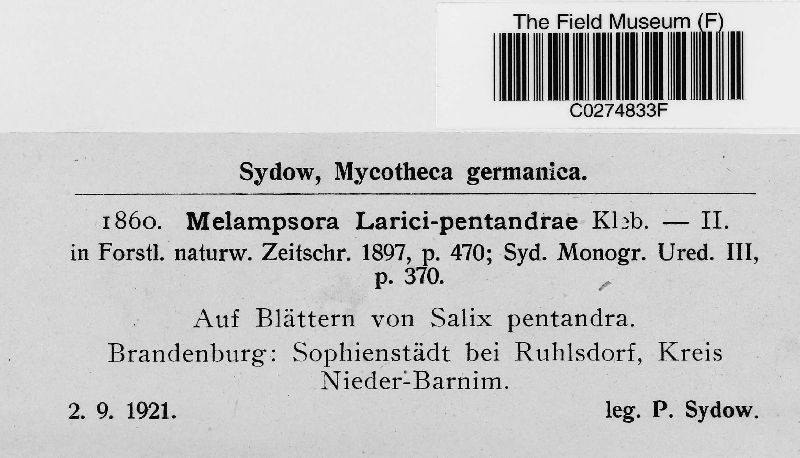 The Field Museum (F)
C0274833F
Sydow, Mycotheca germanica.
1860. Melampsora Larici-pentandrae Kleb. — II.
in Forstl. naturw. Zeitschr. 1897, p. 470; Syd. Monogr. Ured. III,
p. 370.
Auf Blättern von Salix pentandra.
Brandenburg: Sophienstädt bei Ruhlsdorf, Kreis
Nieder-Barnim.
2. 9. 1921. leg. P. Sydow.